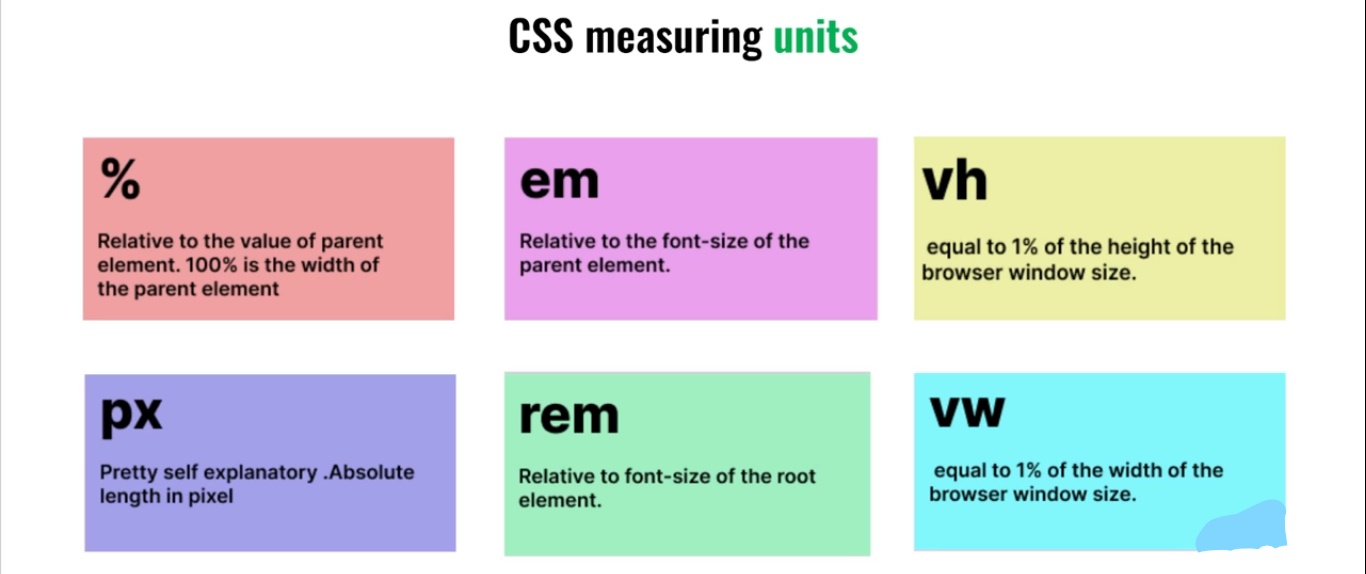 CSS measuring units
%
Relative to the value of parent
element. 100% is the width of
the parent element
em
Relative to the font-size of the
parent element.
vh
equal to 1% of the height of the
browser window size.
px
Pretty self explanatory .Absolute
length in pixel
rem
Relative to font-size of the root
element.
vw
equal to 1% of the width of the
browser window size.